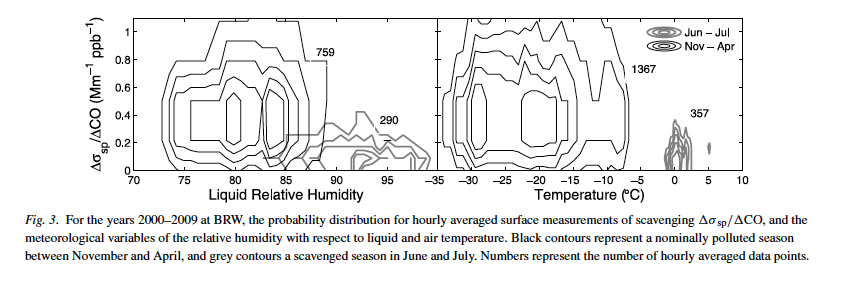 Δσsp/ΔCO (Mm⁻¹ ppb⁻¹)
1
0.8
0.6
0.4
0.2
0
759
290
1367
357
Jun – Jul
Nov – Apr
70 75 80 85 90 95 –35 –30 –25 –20 –15 –10 –5 0 5 10
Liquid Relative Humidity Temperature (°C)
Fig. 3. For the years 2000–2009 at BRW, the probability distribution for hourly averaged surface measurements of scavenging Δσsp/ΔCO, and the
meteorological variables of the relative humidity with respect to liquid and air temperature. Black contours represent a nominally polluted season
between November and April, and grey contours a scavenged season in June and July. Numbers represent the number of hourly averaged data points.